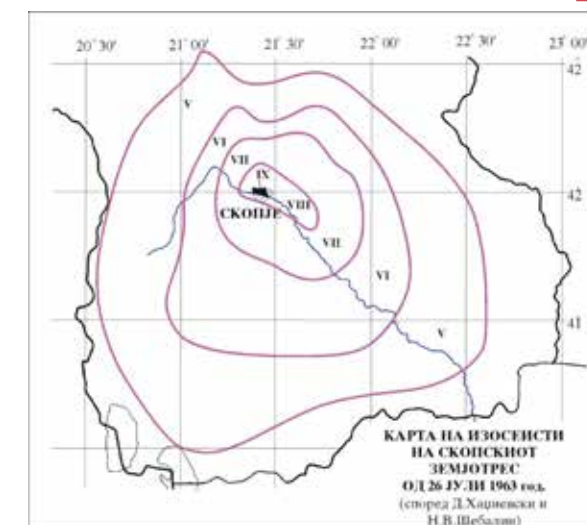 20° 30'
21° 00'
21° 30'
22° 00'
22° 30'
23° 00'
42
V
VI
VII
IX
42
VIII
СКОПЈЕ
VII
VI
41
V
КАРТА НА ИЗОСЕИСТИ
НА СКОПСКИОТ
ЗЕМЈОТРЕС
ОД 26 ЈУЛИ 1963 год.
(според Д.Хаџиевски и
Н.В.Шебалин)